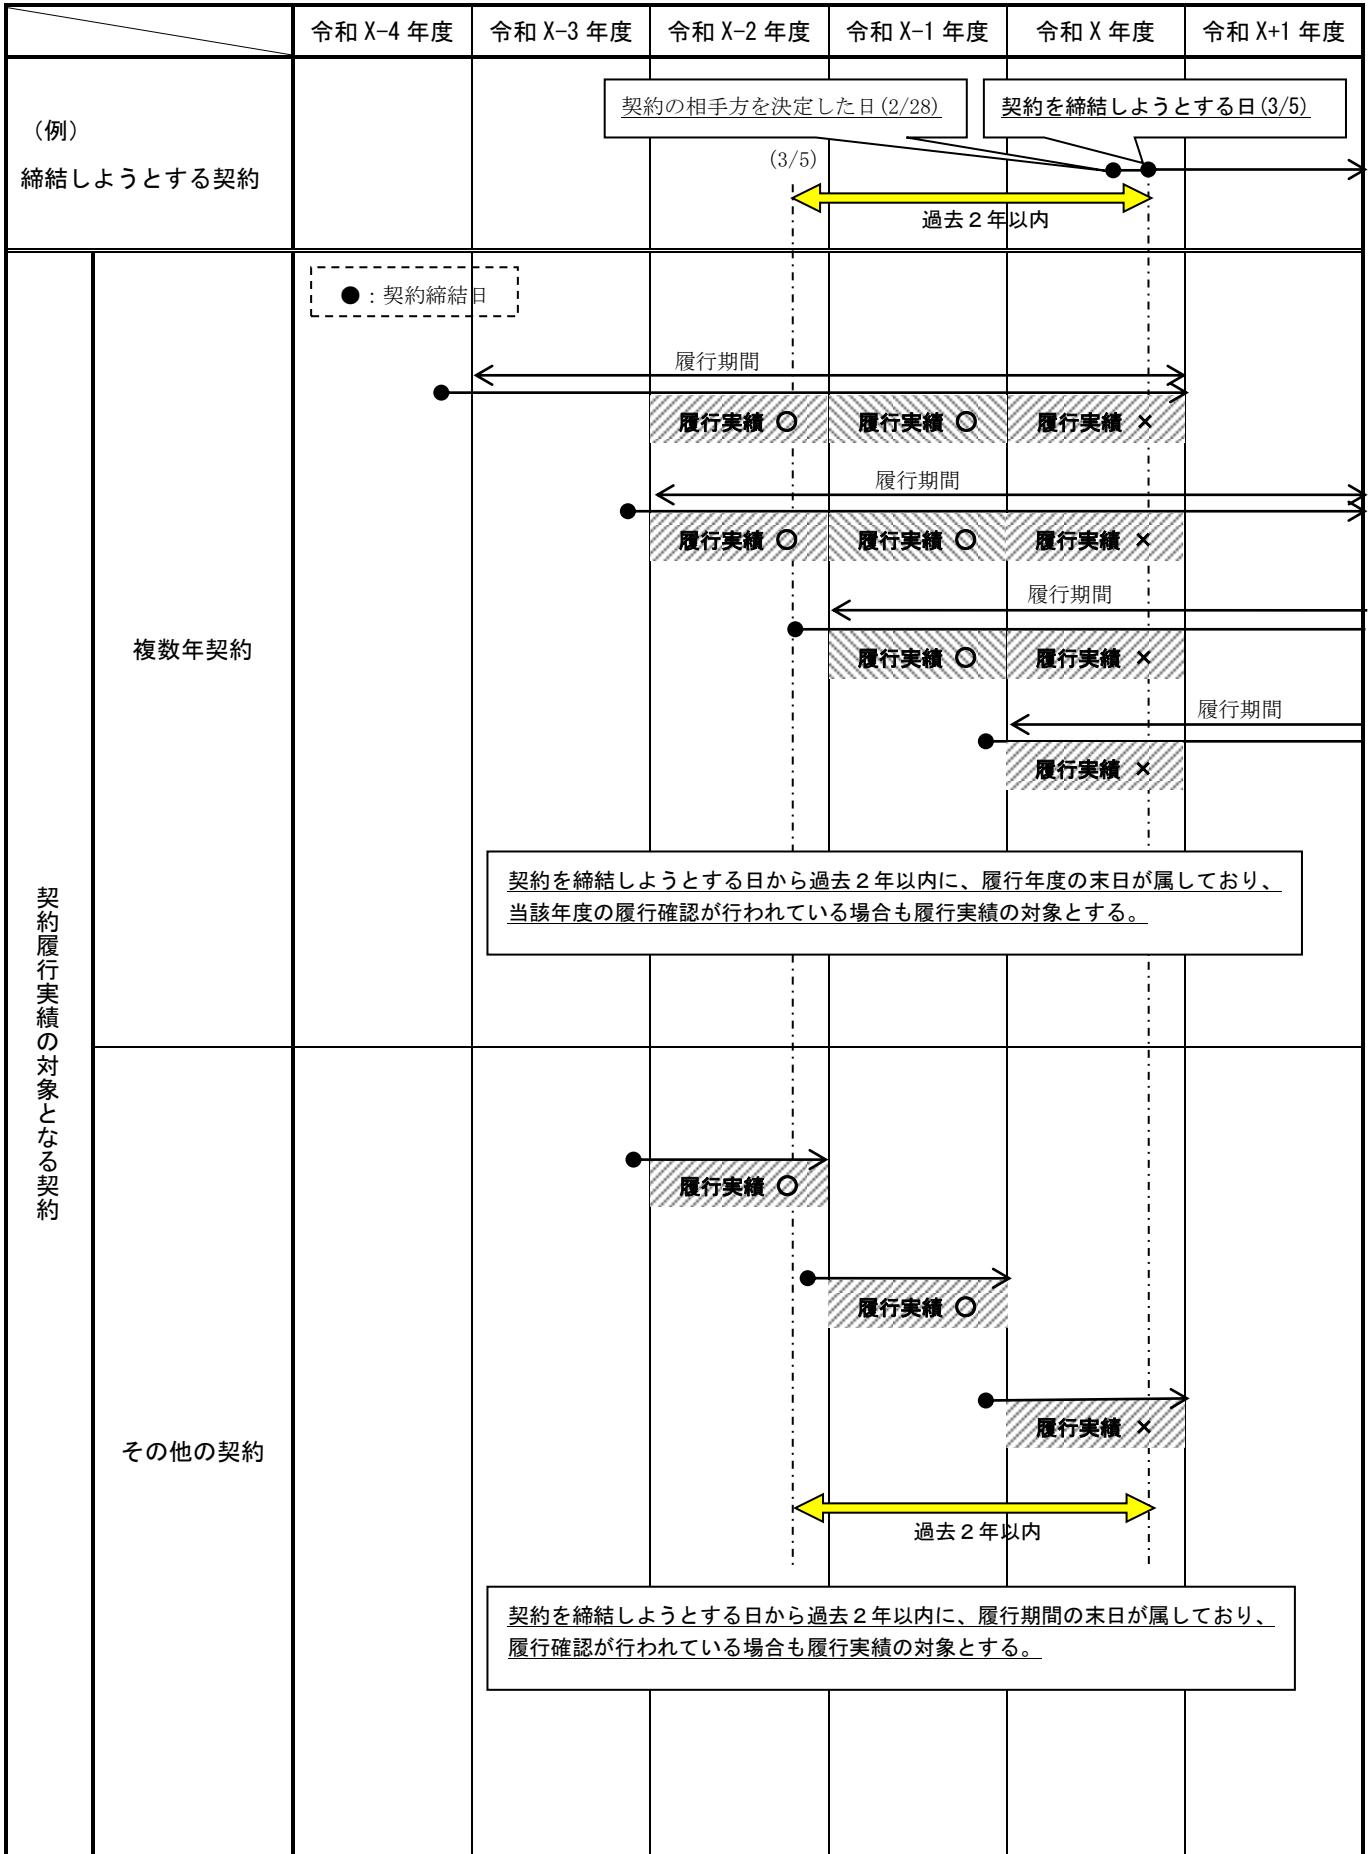 令和 X-4 年度
令和 X-3 年度
令和 X-2 年度
令和 X-1 年度
令和 X 年度
令和 X+1 年度
（例）
締結しようとする契約
契約の相手方を決定した日(2/28)
契約を締結しようとする日(3/5)
(3/5)
過去２年以内
契約履行実績の対象となる契約
複数年契約
●：契約締結日
履行期間
履行実績 〇
履行実績 〇
履行実績 ×
履行期間
履行実績 〇
履行実績 〇
履行実績 ×
履行期間
履行実績 〇
履行実績 ×
履行期間
履行実績 ×
契約を締結しようとする日から過去２年以内に、履行年度の末日が属しており、
当該年度の履行確認が行われている場合も履行実績の対象とする。
その他の契約
履行実績 〇
履行実績 〇
履行実績 ×
過去２年以内
契約を締結しようとする日から過去２年以内に、履行期間の末日が属しており、
履行確認が行われている場合も履行実績の対象とする。